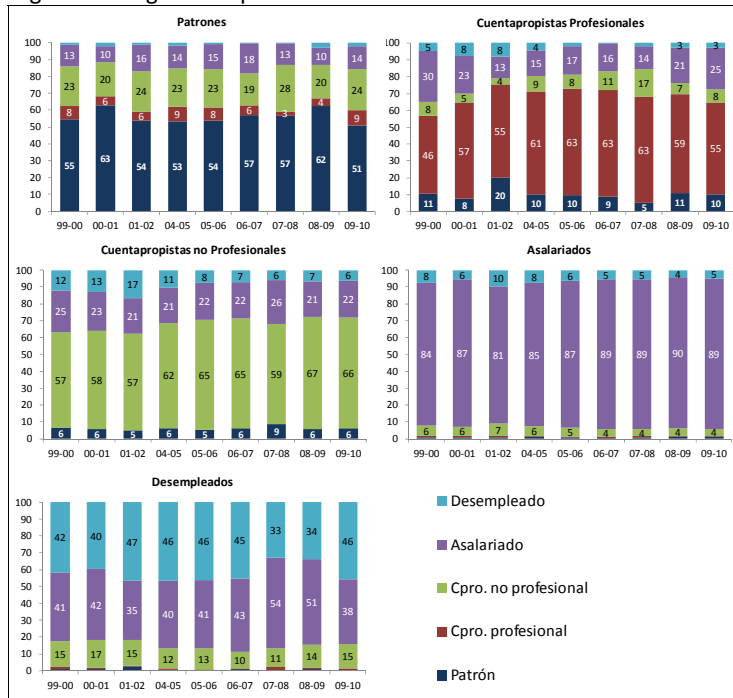 Patrones
100
90
80
70
60
50
40
30
20
10
0
13 10 16 14 15 18 13 10 14
23 20 24 23 23 19 28 20 24
8 6 6 9 8 6 3 4 9
55 63 54 53 54 57 57 62 51
99-00 00-01 01-02 04-05 05-06 06-07 07-08 08-09 09-10
Cuentapropistas Profesionales
100
90
80
70
60
50
40
30
20
10
0
5 8 8 4 3 3
30 23 13 15 17 16 14 21 25
8 5 4 9 8 11 17 7 8
46 57 55 61 63 63 63 59 55
11 8 20 10 10 9 5 11 10
99-00 00-01 01-02 04-05 05-06 06-07 07-08 08-09 09-10
Cuentapropistas no Profesionales
100
90
80
70
60
50
40
30
20
10
0
12 13 17 11 8 7 6 7 6
25 23 21 21 22 22 26 21 22
57 58 57 62 65 65 59 67 66
6 6 5 6 5 6 9 6 6
99-00 00-01 01-02 04-05 05-06 06-07 07-08 08-09 09-10
Asalariados
100
90
80
70
60
50
40
30
20
10
0
8 6 10 8 6 5 5 4 5
84 87 81 85 87 89 89 90 89
6 6 7 6 5 4 4 4 4
99-00 00-01 01-02 04-05 05-06 06-07 07-08 08-09 09-10
Desempleados
100
90
80
70
60
50
40
30
20
10
0
42 40 47 46 46 45 33 34 46
41 42 35 40 41 43 54 51 38
15 17 15 12 13 10 11 14 15
99-00 00-01 01-02 04-05 05-06 06-07 07-08 08-09 09-10
Desempleado
Asalariado
Cpro. no profesional
Cpro. profesional
Patrón